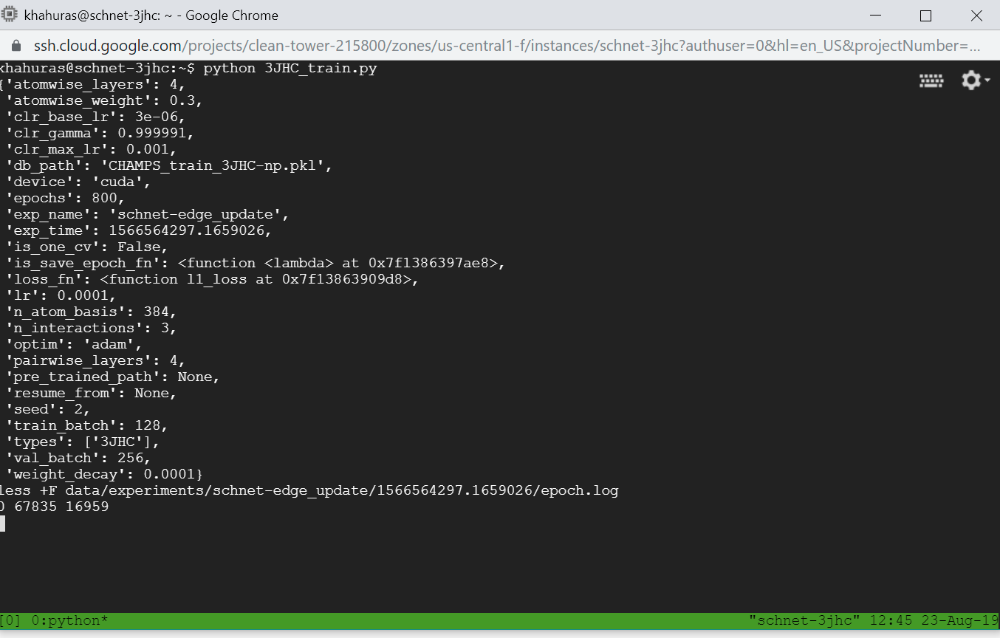 khahuras@schnet-3jhc: ~ - Google Chrome
ssh.cloud.google.com/projects/clean-tower-215800/zones/us-central1-f/instances/schnet-3jhc?authuser=0&hl=en_US&projectNumber=...
khahuras@schnet-3jhc:~$ python 3JHC_train.py
{'atomwise_layers': 4,
 'atomwise_weight': 0.3,
 'clr_base_lr': 3e-06,
 'clr_gamma': 0.999991,
 'clr_max_lr': 0.001,
 'db_path': 'CHAMPS_train_3JHC-np.pkl',
 'device': 'cuda',
 'epochs': 800,
 'exp_name': 'schnet-edge_update',
 'exp_time': 1566564297.1659026,
 'is_one_cv': False,
 'is_save_epoch_fn': <function <lambda> at 0x7f1386397ae8>,
 'loss_fn': <function l1_loss at 0x7f13863909d8>,
 'lr': 0.0001,
 'n_atom_basis': 384,
 'n_interactions': 3,
 'optim': 'adam',
 'pairwise_layers': 4,
 'pre_trained_path': None,
 'resume_from': None,
 'seed': 2,
 'train_batch': 128,
 'types': ['3JHC'],
 'val_batch': 256,
 'weight_decay': 0.0001}
less +F data/experiments/schnet-edge_update/1566564297.1659026/epoch.log
0 67835 16959
[0] 0:python* "schnet-3jhc" 12:45 23-Aug-19